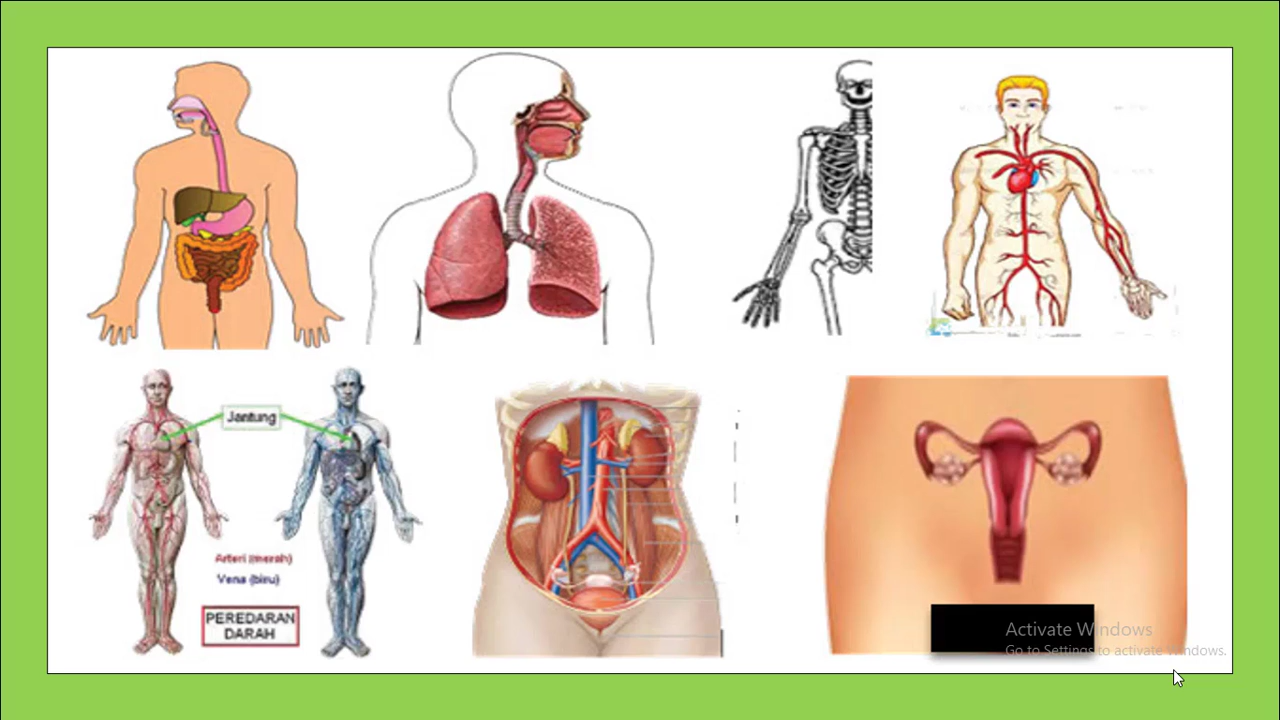 Jantung
Arteri (merah)
Vena (biru)
PEREDARAN
DARAH
Activate Windows
Go to Settings to activate Windows.